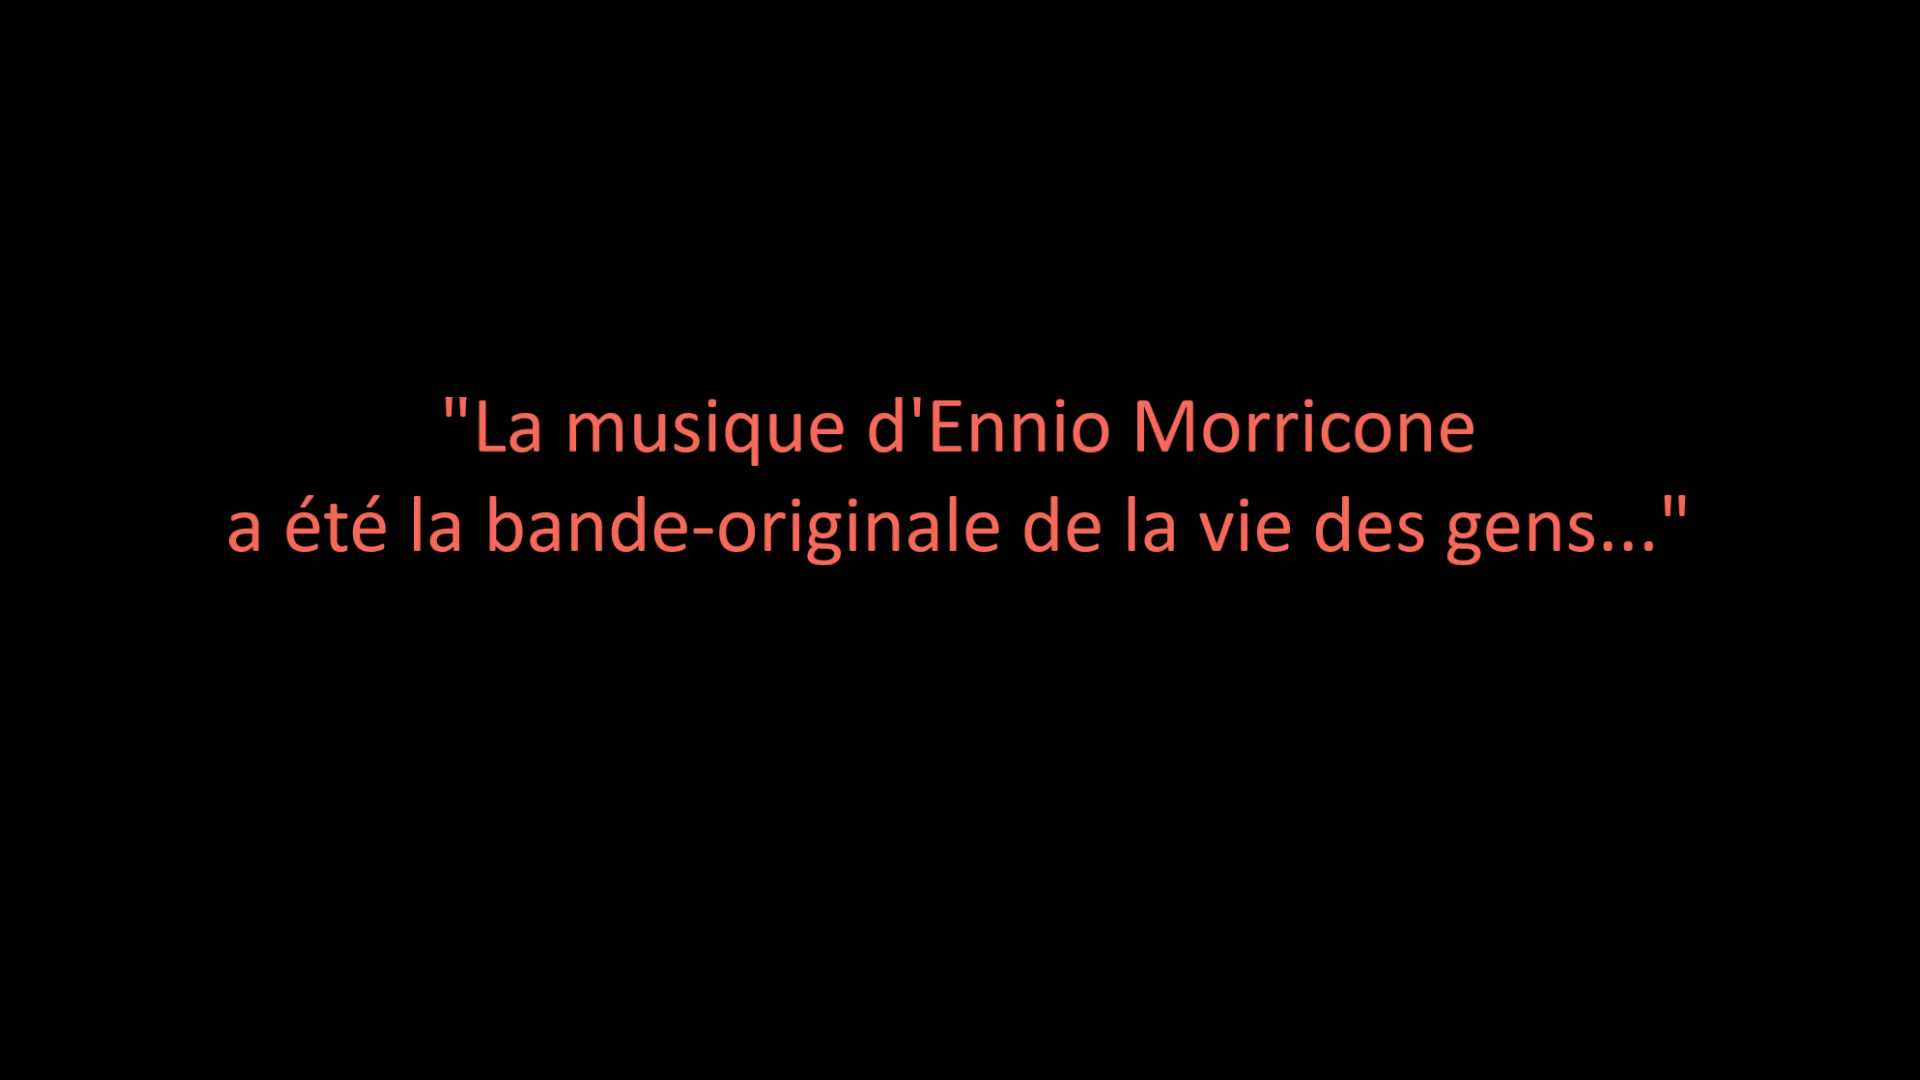 "La musique d'Ennio Morricone
a été la bande-originale de la vie des gens..."